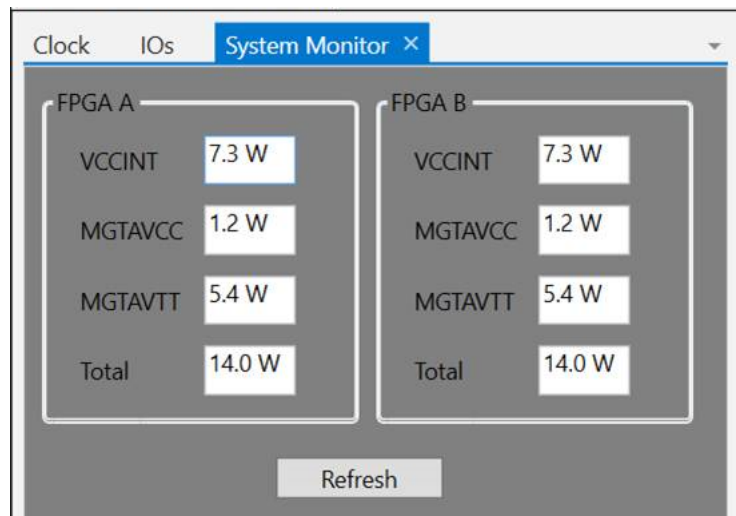 Clock IOs System Monitor ×
FPGA A
VCCINT 7.3 W
MGTAVCC 1.2 W
MGTAVTT 5.4 W
Total 14.0 W
FPGA B
VCCINT 7.3 W
MGTAVCC 1.2 W
MGTAVTT 5.4 W
Total 14.0 W
Refresh